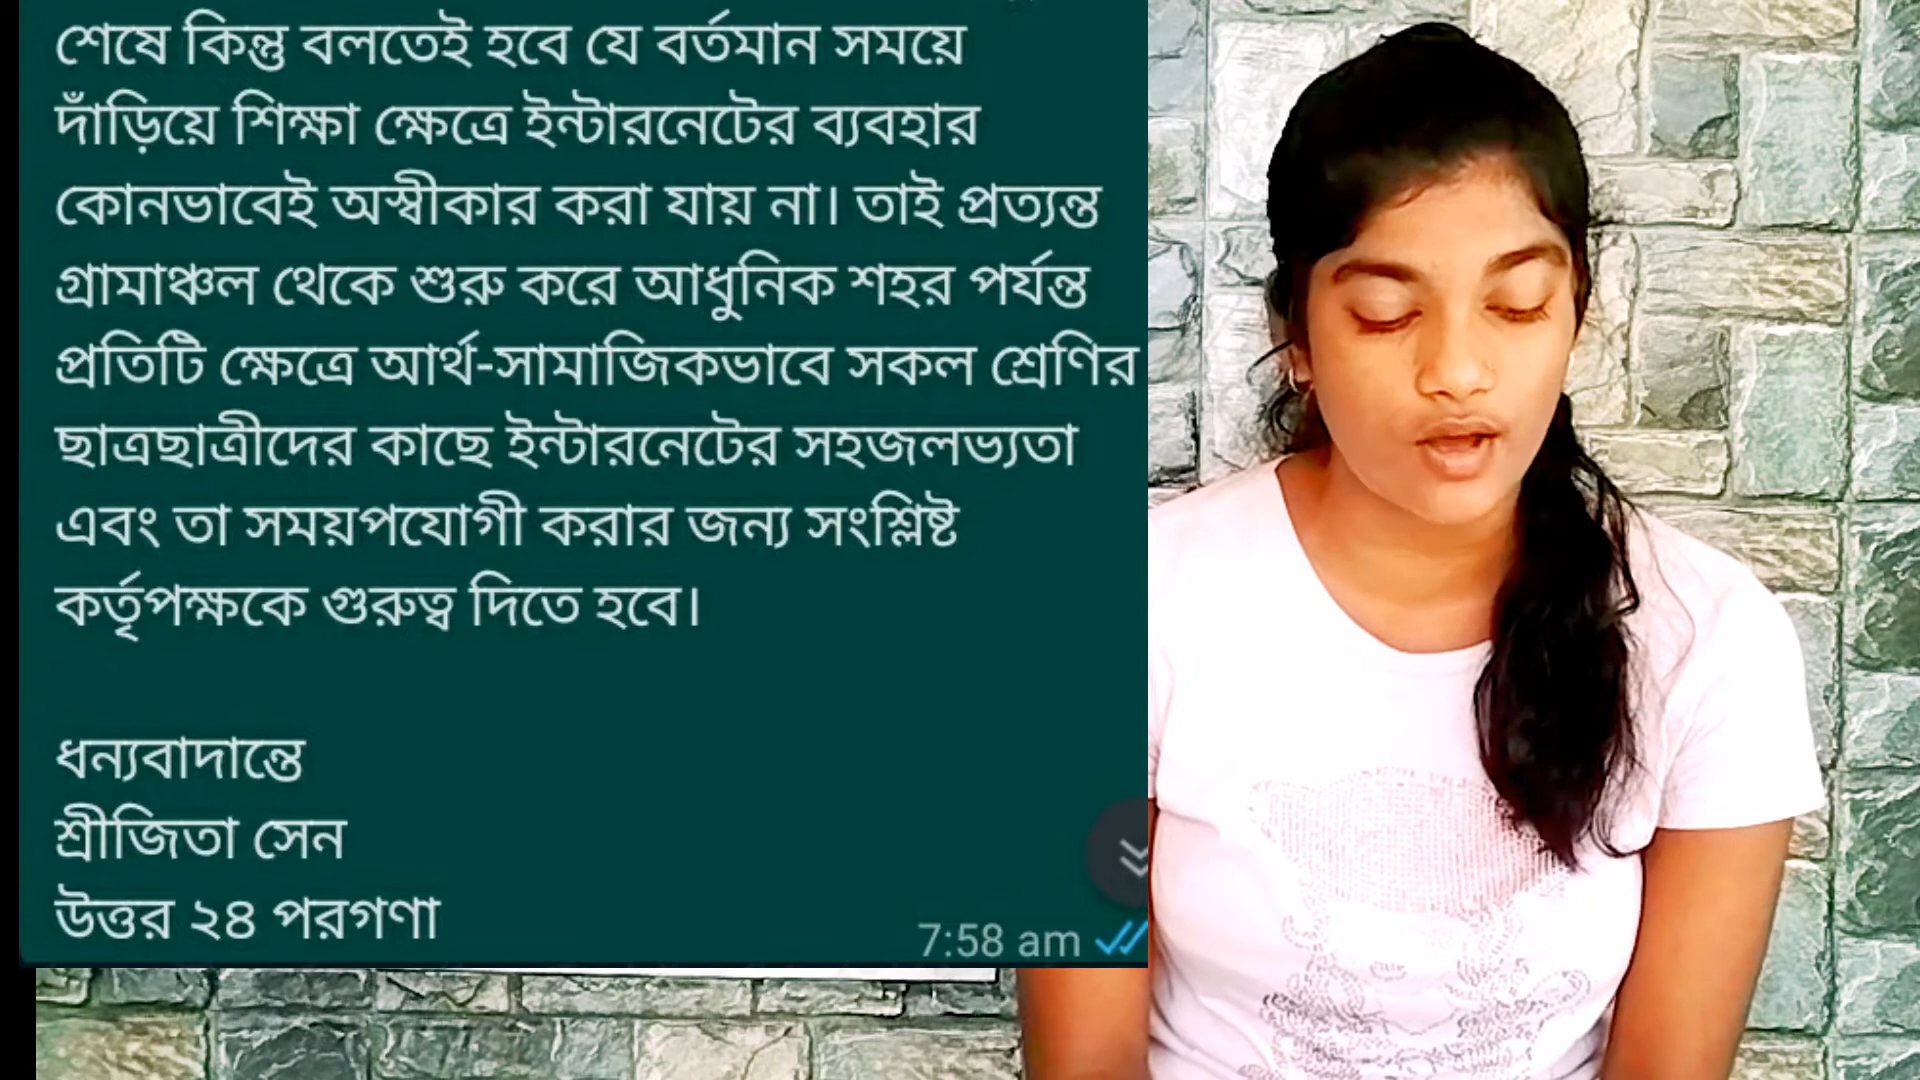 শেষে কিন্তু বলতেই হবে যে বর্তমান সময়ে
দাঁড়িয়ে শিক্ষা ক্ষেত্রে ইন্টারনেটের ব্যবহার
কোনভাবেই অস্বীকার করা যায় না। তাই প্রত্যন্ত
গ্রামাঞ্চল থেকে শুরু করে আধুনিক শহর পর্যন্ত
প্রতিটি ক্ষেত্রে আর্থ-সামাজিকভাবে সকল শ্রেণির
ছাত্রছাত্রীদের কাছে ইন্টারনেটের সহজলভ্যতা
এবং তা সময়পযোগী করার জন্য সংশ্লিষ্ট
কর্তৃপক্ষকে গুরুত্ব দিতে হবে।
ধন্যবাদান্তে
শ্রীজিতা সেন
উত্তর ২৪ পরগণা
7:58 am